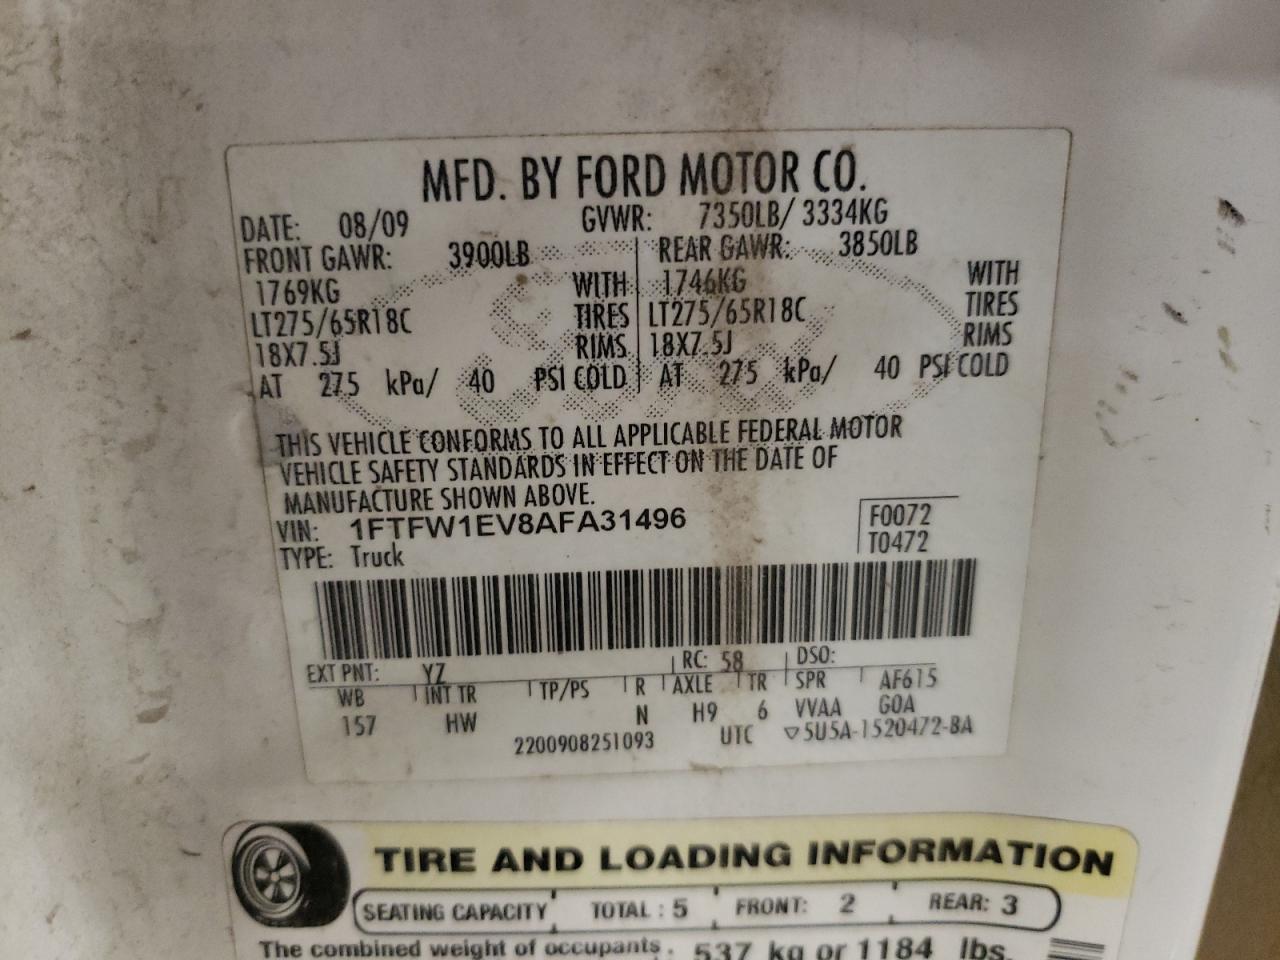 MFD. BY FORD MOTOR CO.
DATE: 08/09 GVWR: 7350LB/ 3334KG
FRONT GAWR: 3900LB REAR GAWR: 3850LB
1769KG WITH 1746KG WITH
LT275/65R18C TIRES LT275/65R18C TIRES
18X7.5J RIMS 18X7.5J RIMS
AT 275 kPa/ 40 PSI COLD AT 275 kPa/ 40 PSI COLD
THIS VEHICLE CONFORMS TO ALL APPLICABLE FEDERAL MOTOR
VEHICLE SAFETY STANDARDS IN EFFECT ON THE DATE OF
MANUFACTURE SHOWN ABOVE.
VIN: 1FTFW1EV8AFA31496 F0072
TYPE: Truck T0472
EXT PNT: YZ RC: 58 DSO:
WB INT TR TP/PS R AXLE TR SPR AF615
157 HW N H9 6 VVAA GOA
2200908251093 UTC ▽5U5A-1520472-BA
TIRE AND LOADING INFORMATION
SEATING CAPACITY TOTAL : 5 FRONT: 2 REAR: 3
The combined weight of occupants 537 kg or 1184 lbs.